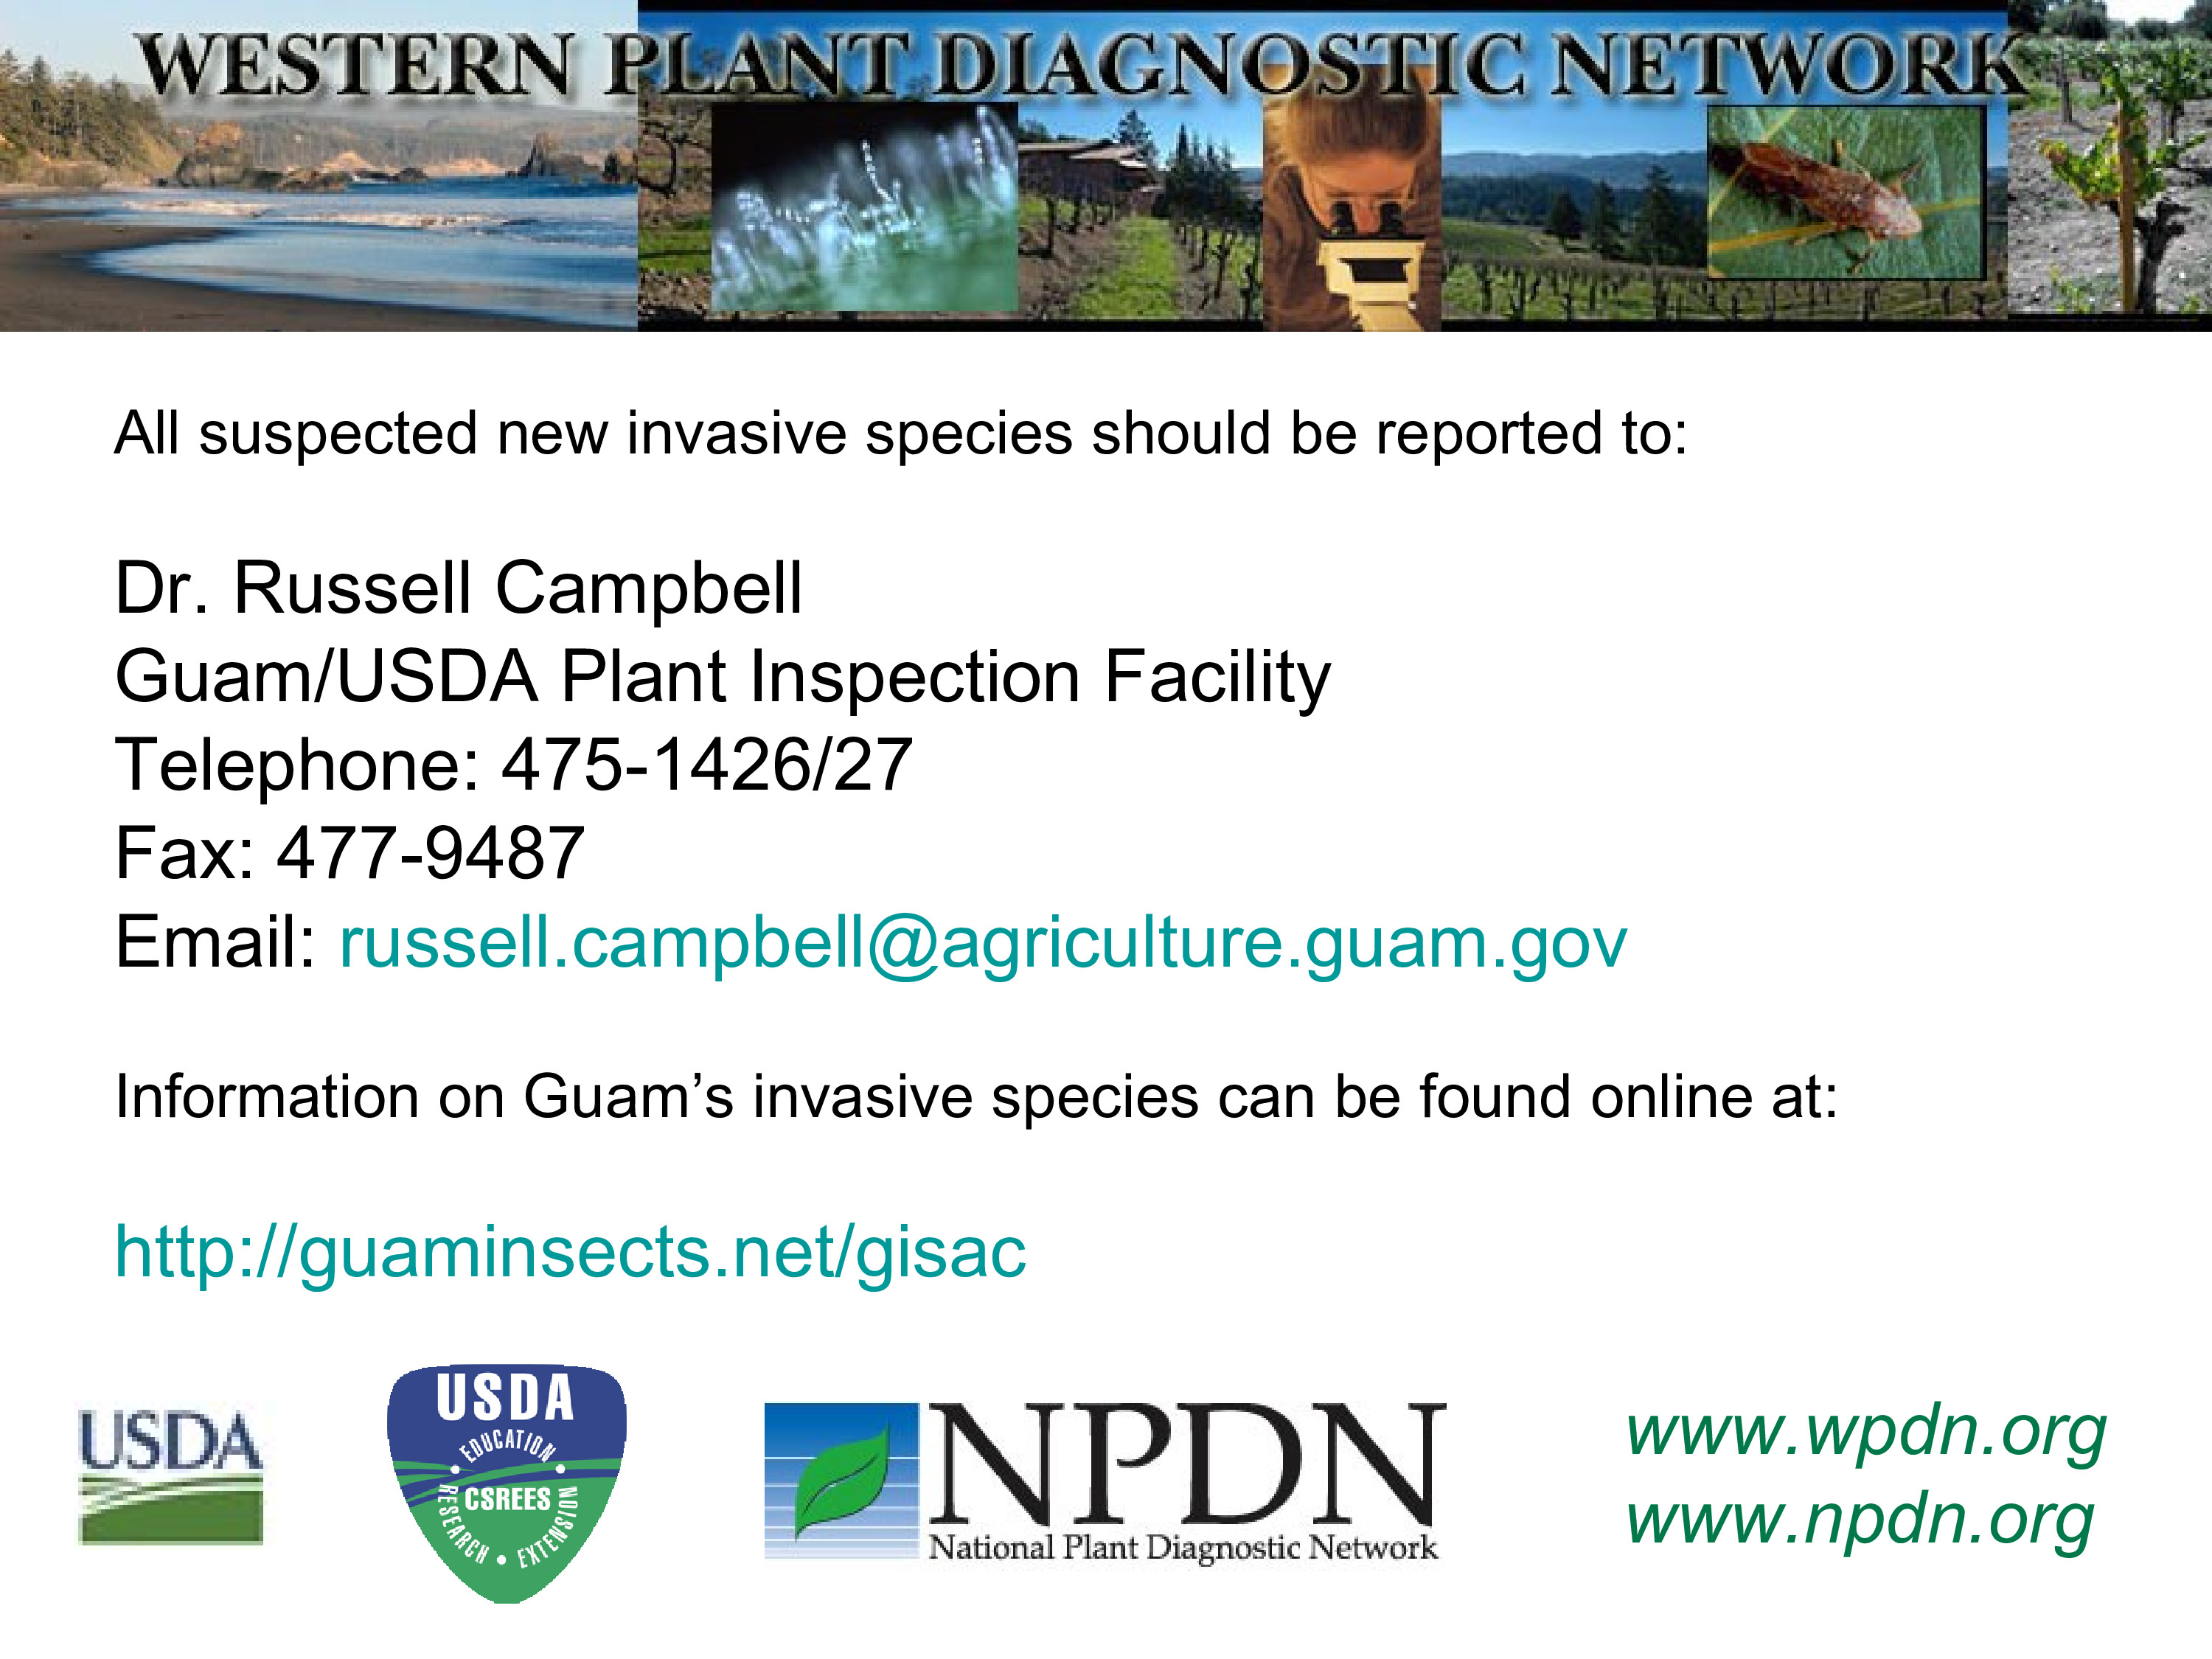 WESTERN PLANT DIAGNOSTIC NETWORK
All suspected new invasive species should be reported to:
Dr. Russell Campbell
Guam/USDA Plant Inspection Facility
Telephone: 475-1426/27
Fax: 477-9487
Email: russell.campbell@agriculture.guam.gov
Information on Guam’s invasive species can be found online at:
http://guaminsects.net/gisac
USDA
USDA
EDUCATION
CSREES
RESEARCH • EXTENSION
NPDN
National Plant Diagnostic Network
www.wpdn.org
www.npdn.org